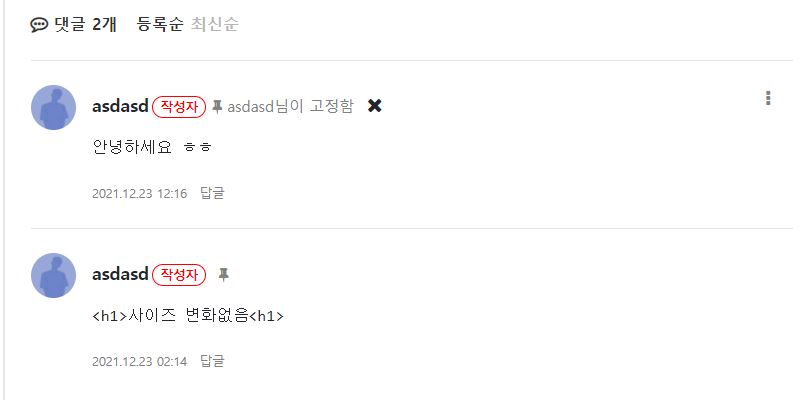 댓글 2개 등록순 최신순
asdasd 작성자 asdasd님이 고정함
안녕하세요 ㅎㅎ
2021.12.23 12:16 답글
asdasd 작성자
<h1>사이즈 변화없음<h1>
2021.12.23 02:14 답글